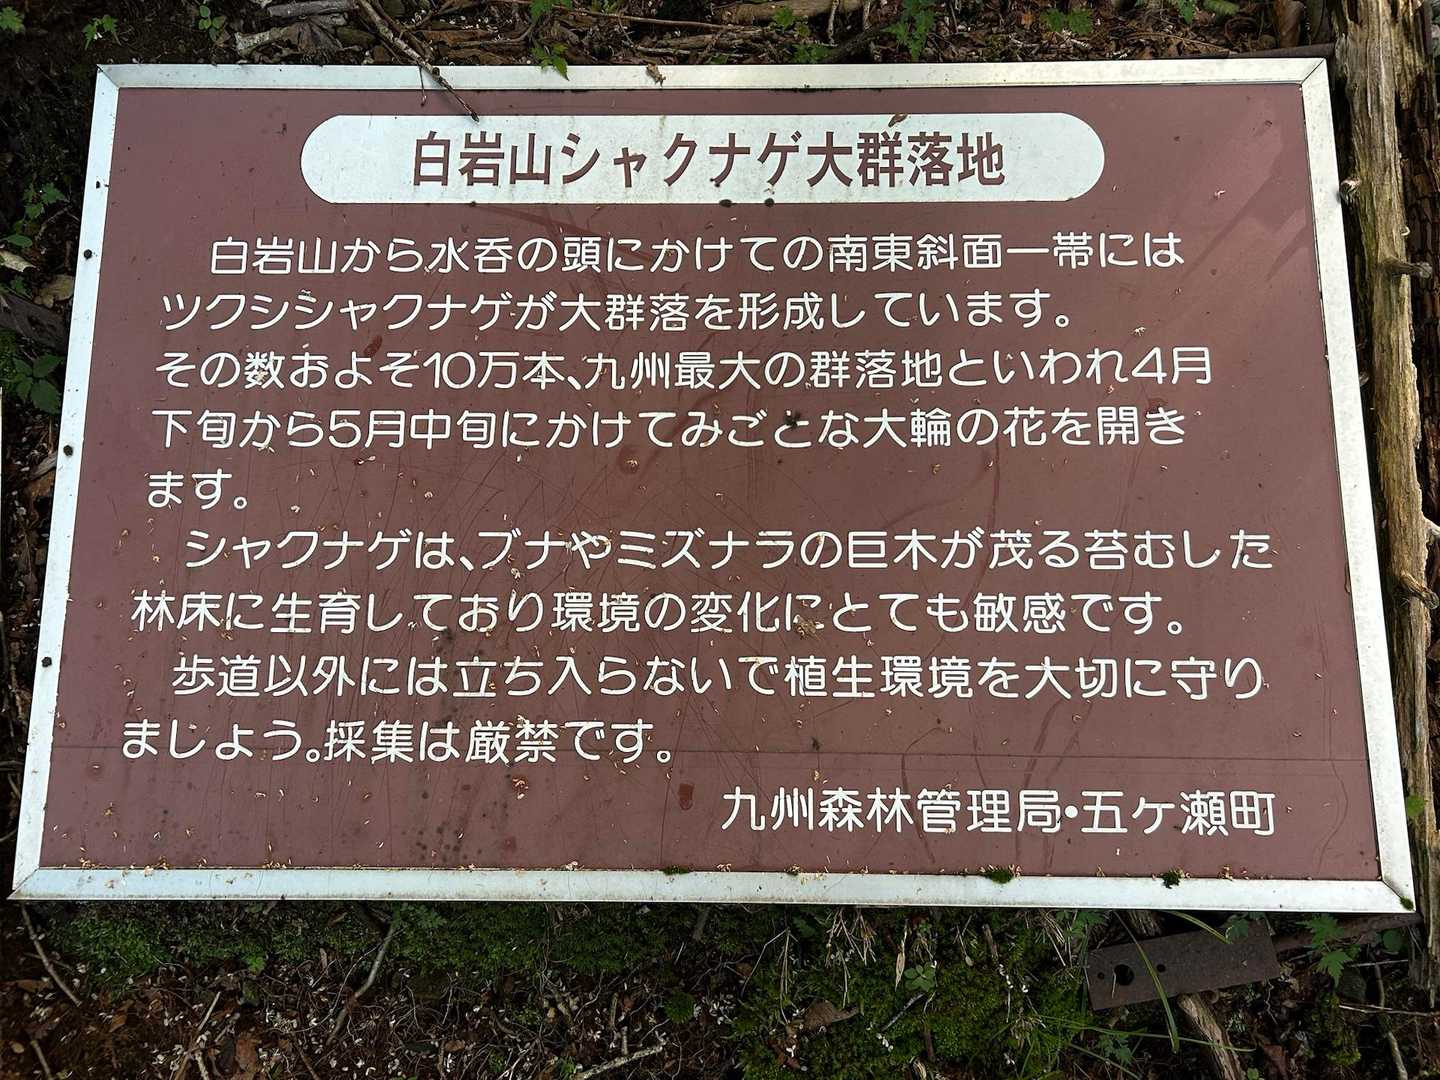 白岩山シャクナゲ大群落地
白岩山から水呑の頭にかけての南東斜面一帯には
ツクシシャクナゲが大群落を形成しています。
その数およそ10万本、九州最大の群落地といわれ4月
下旬から5月中旬にかけてみごとな大輪の花を開き
ます。
シャクナゲは、ブナやミズナラの巨木が茂る苔むした
林床に生育しており環境の変化にとても敏感です。
歩道以外には立ち入らないで植生環境を大切に守り
ましょう。採集は厳禁です。
九州森林管理局・五ヶ瀬町